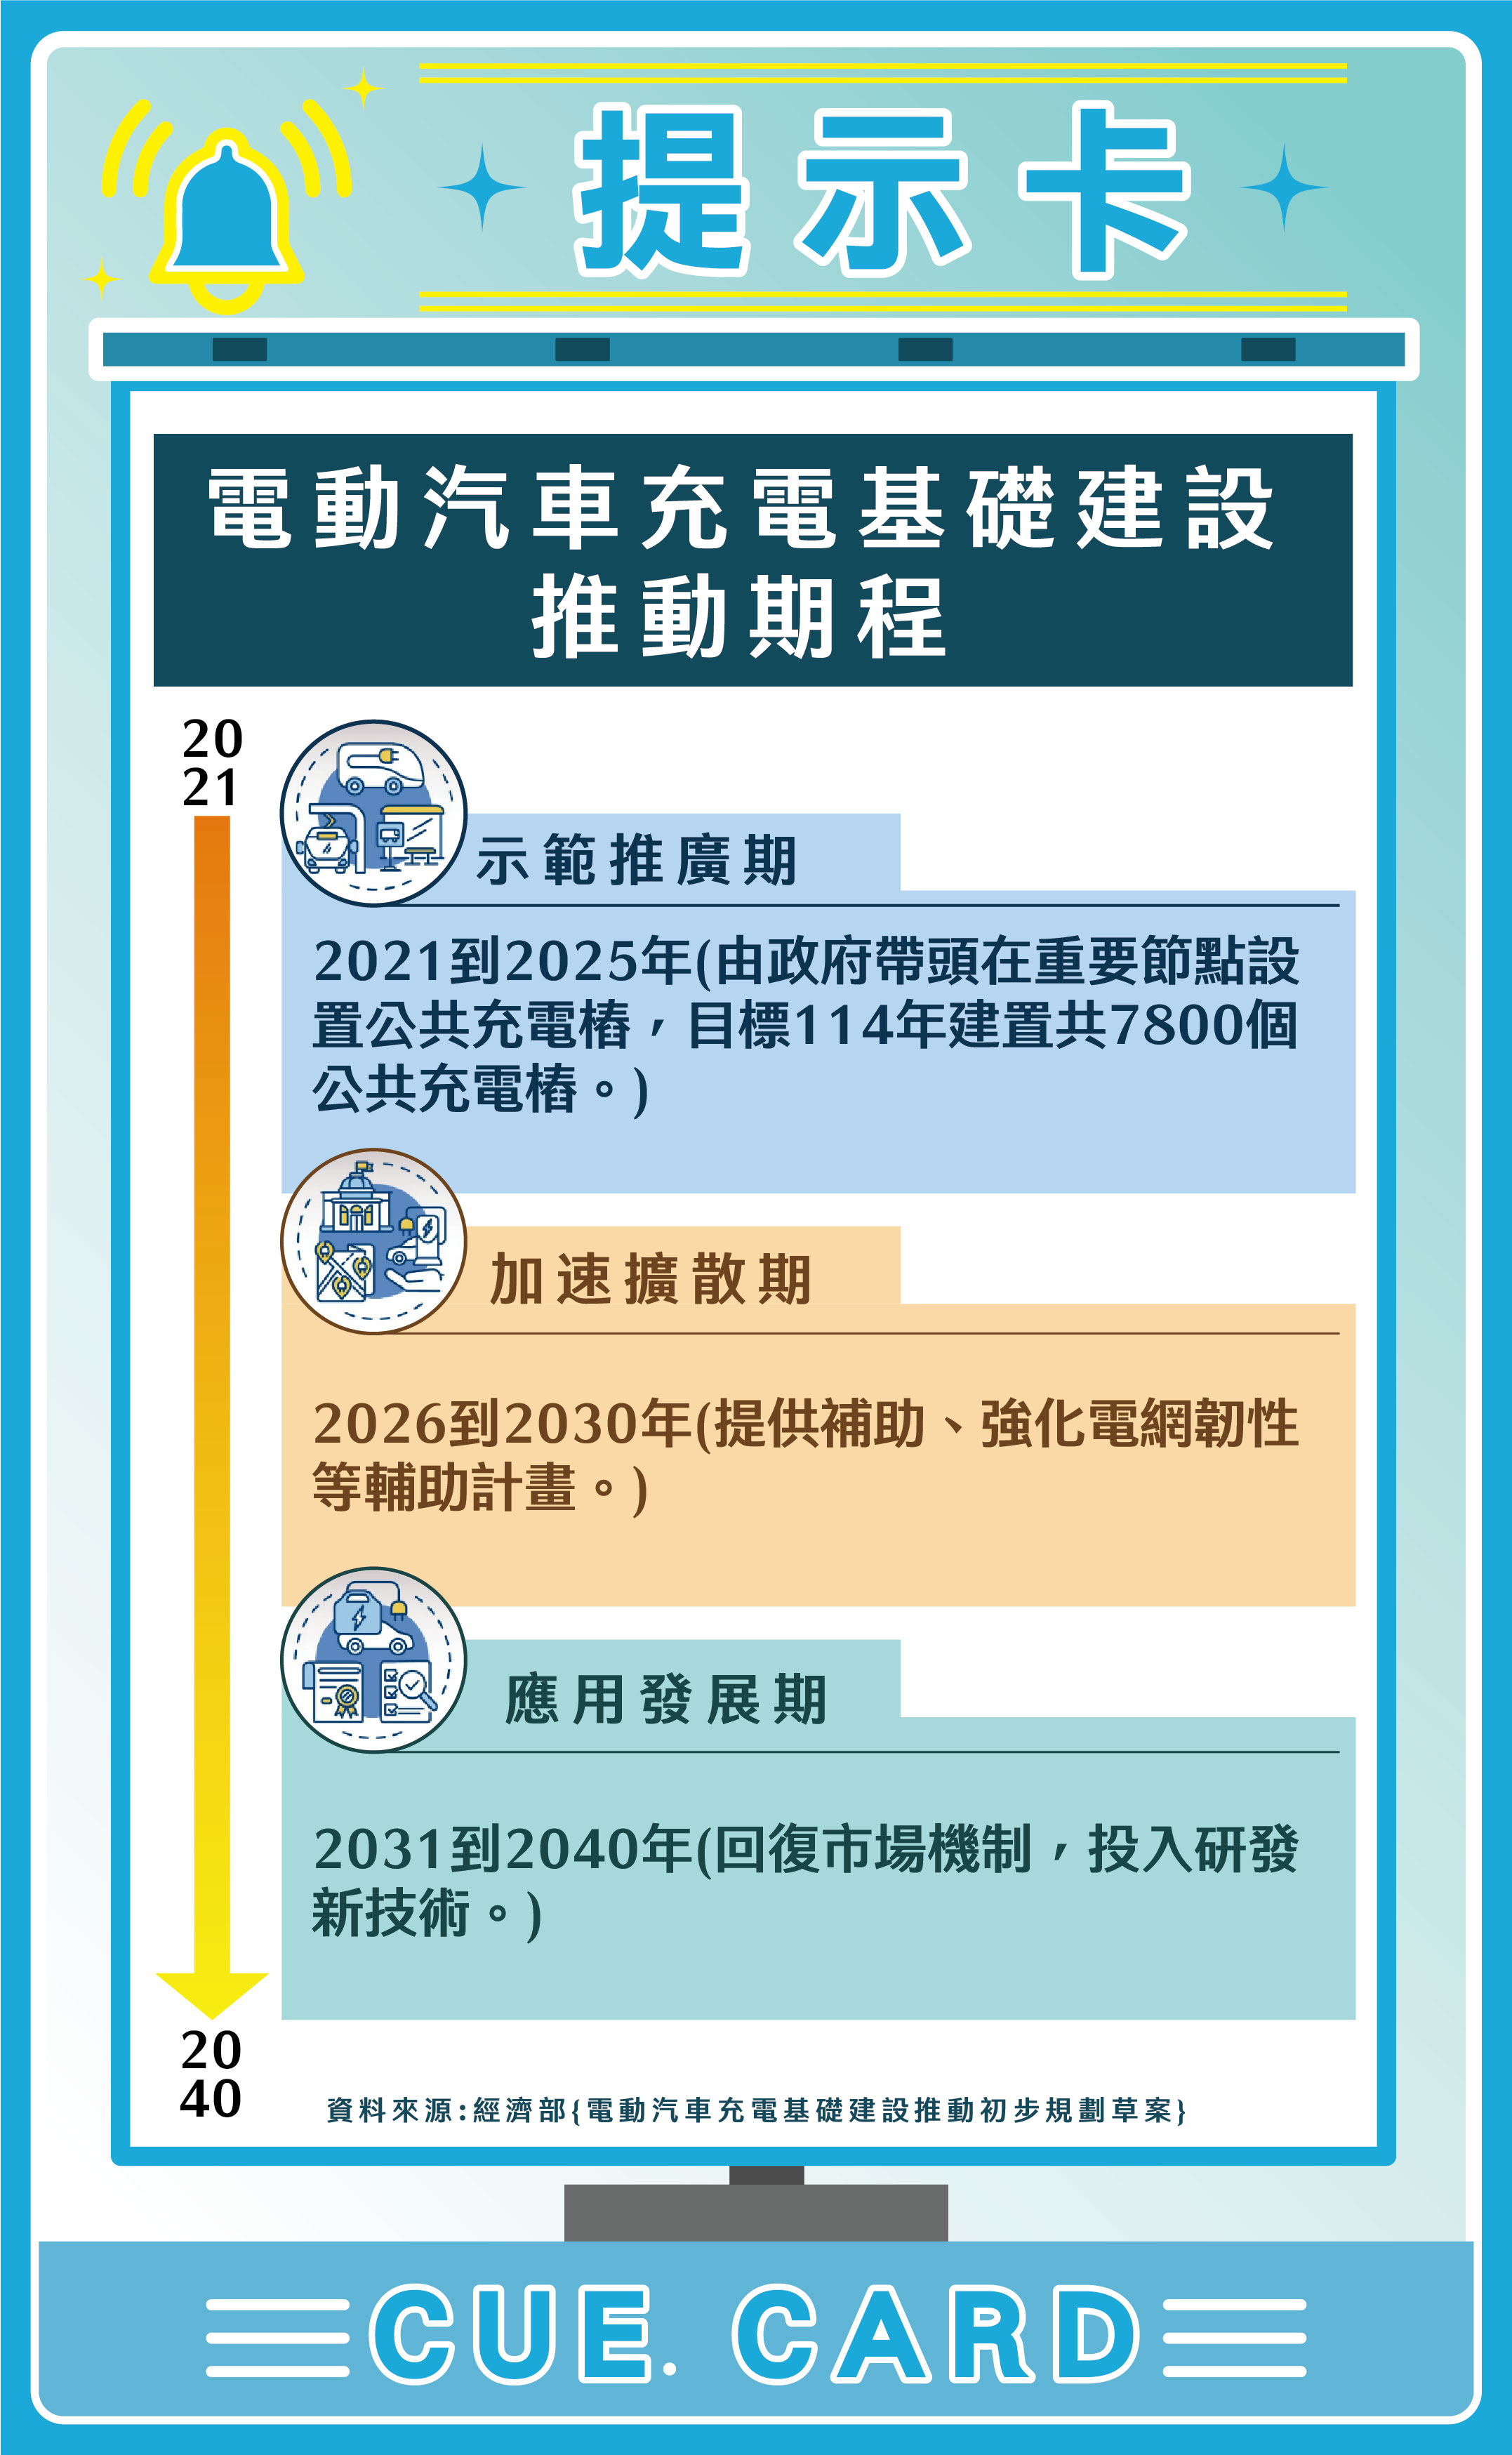 提示卡
電動汽車充電基礎建設
推動期程
20
21
示範推廣期
2021到2025年(由政府帶頭在重要節點設
置公共充電樁，目標114年建置共7800個
公共充電樁。)
加速擴散期
2026到2030年(提供補助、強化電網韌性
等輔助計畫。)
應用發展期
2031到2040年(回復市場機制，投入研發
新技術。)
20
40
資料來源:經濟部{電動汽車充電基礎建設推動初步規劃草案}
CUE. CARD